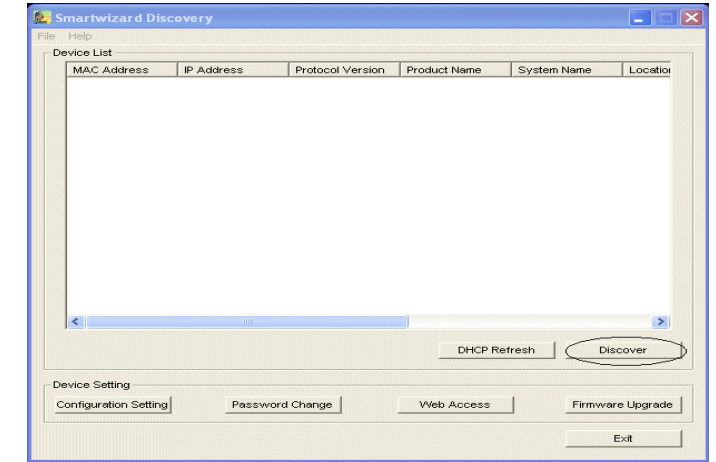 Smartwizard Discovery
File Help
Device List
MAC Address IP Address Protocol Version Product Name System Name Location
DHCP Refresh Discover
Device Setting
Configuration Setting Password Change Web Access Firmware Upgrade
Exit